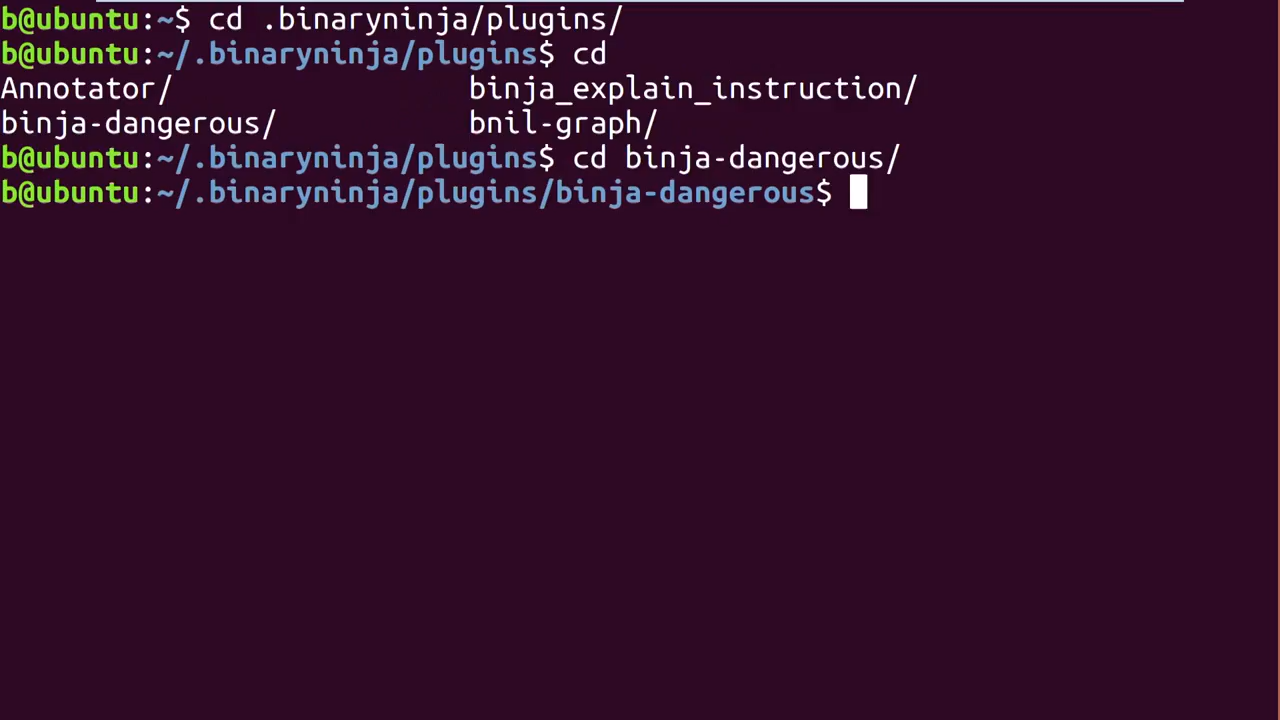 b@ubuntu:~$ cd .binaryninja/plugins/
b@ubuntu:~/.binaryninja/plugins$ cd
Annotator/ binja_explain_instruction/
binja-dangerous/ bnil-graph/
b@ubuntu:~/.binaryninja/plugins$ cd binja-dangerous/
b@ubuntu:~/.binaryninja/plugins/binja-dangerous$